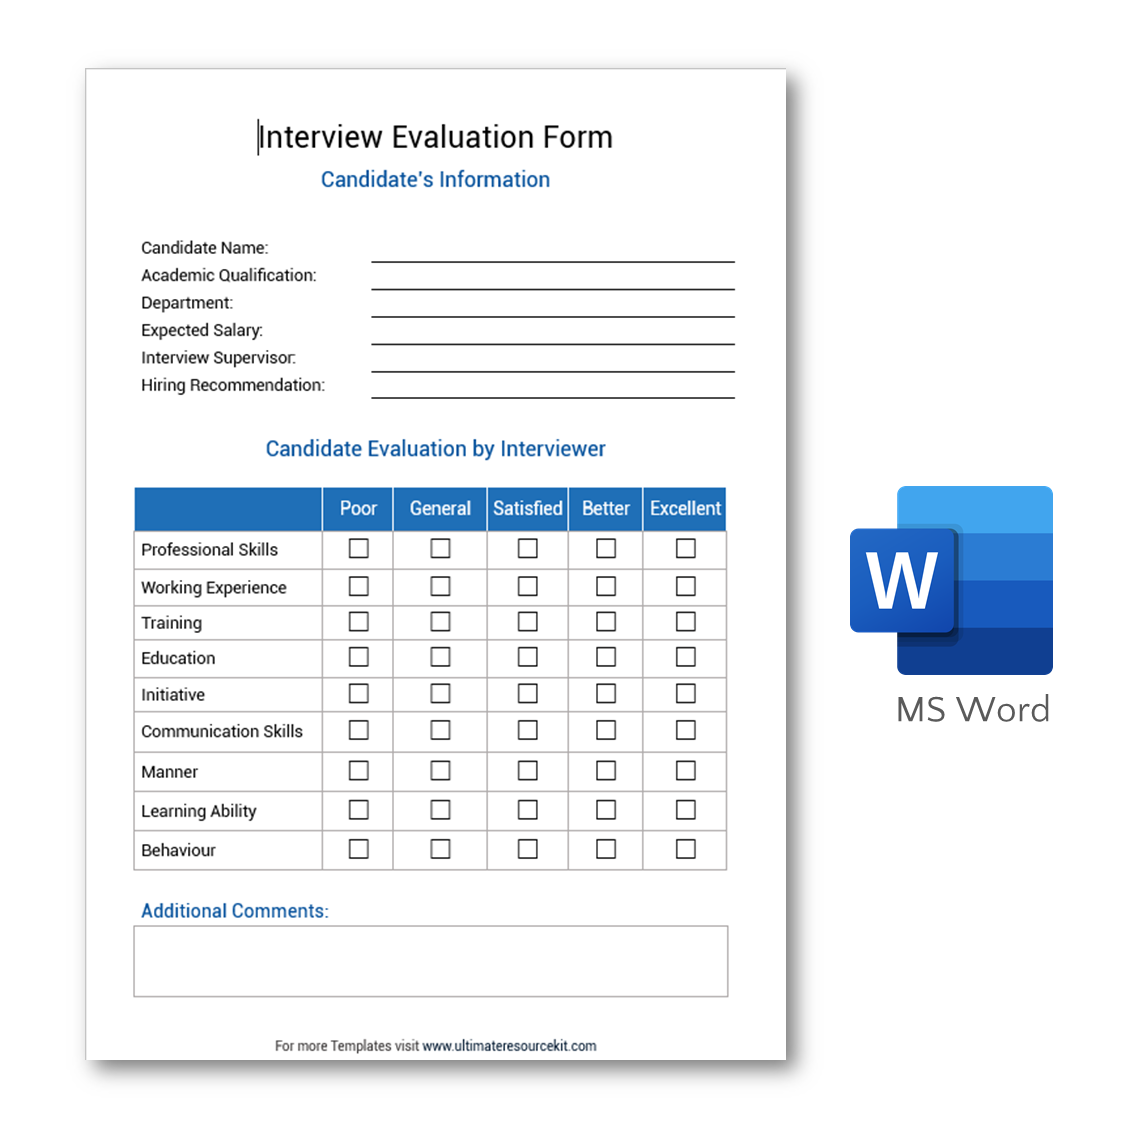 Interview Evaluation Form
Candidate's Information
Candidate Name:
Academic Qualification:
Department:
Expected Salary:
Interview Supervisor:
Hiring Recommendation:
Candidate Evaluation by Interviewer
Poor General Satisfied Better Excellent
Professional Skills
Working Experience
Training
Education
Initiative
Communication Skills
Manner
Learning Ability
Behaviour
Additional Comments:
For more Templates visit www.ultimateresourcekit.com
W
MS Word